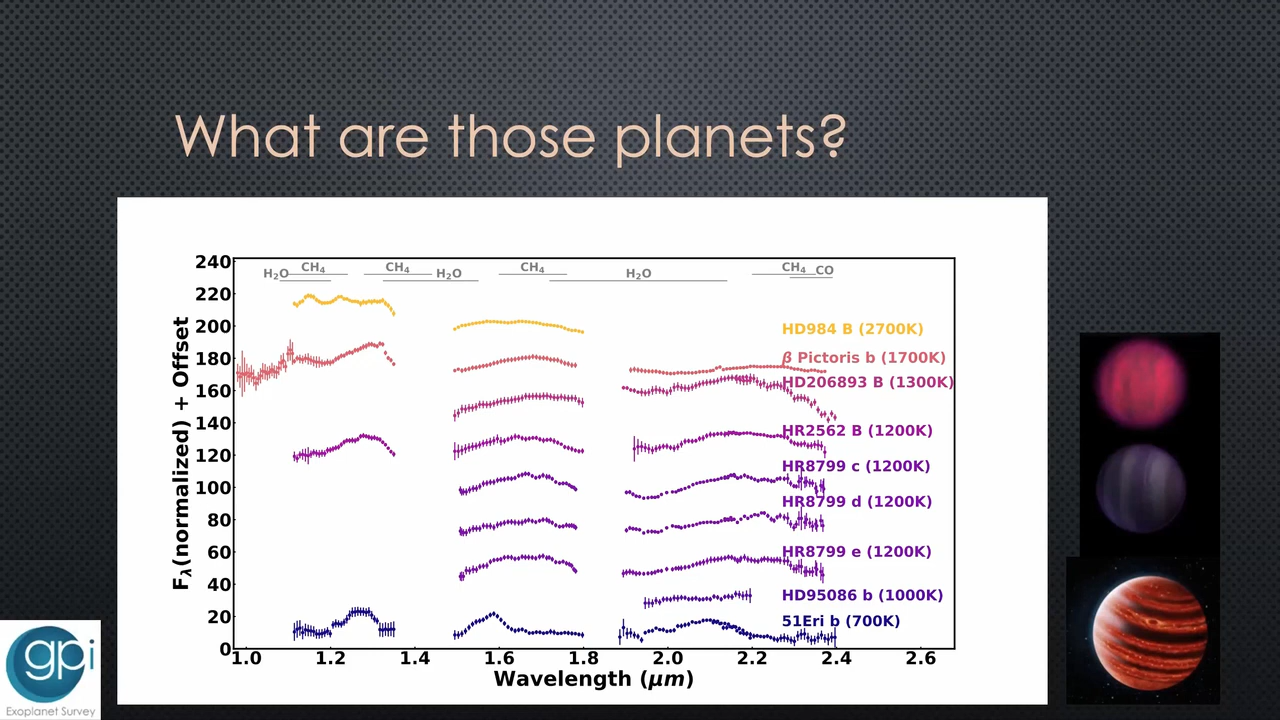 What are those planets?
240
220
200
180
160
140
120
100
80
60
40
20
0
F_λ(normalized) + Offset
H₂O
CH₄
CH₄
H₂O
CH₄
H₂O
CH₄
CO
HD984 B (2700K)
β Pictoris b (1700K)
HD206893 B (1300K)
HR2562 B (1200K)
HR8799 c (1200K)
HR8799 d (1200K)
HR8799 e (1200K)
HD95086 b (1000K)
51Eri b (700K)
1.0 1.2 1.4 1.6 1.8 2.0 2.2 2.4 2.6
Wavelength (μm)
gpi
Exoplanet Survey